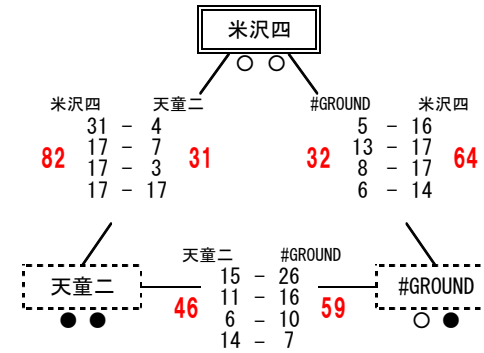 米沢四
○ ○
米沢四 天童二
31 - 4
17 - 7
17 - 3
17 - 17
82 31
#GROUND 米沢四
5 - 16
13 - 17
8 - 17
6 - 14
32 64
天童二 #GROUND
15 - 26
11 - 16
6 - 10
14 - 7
46 59
天童二
● ●
#GROUND
○ ●